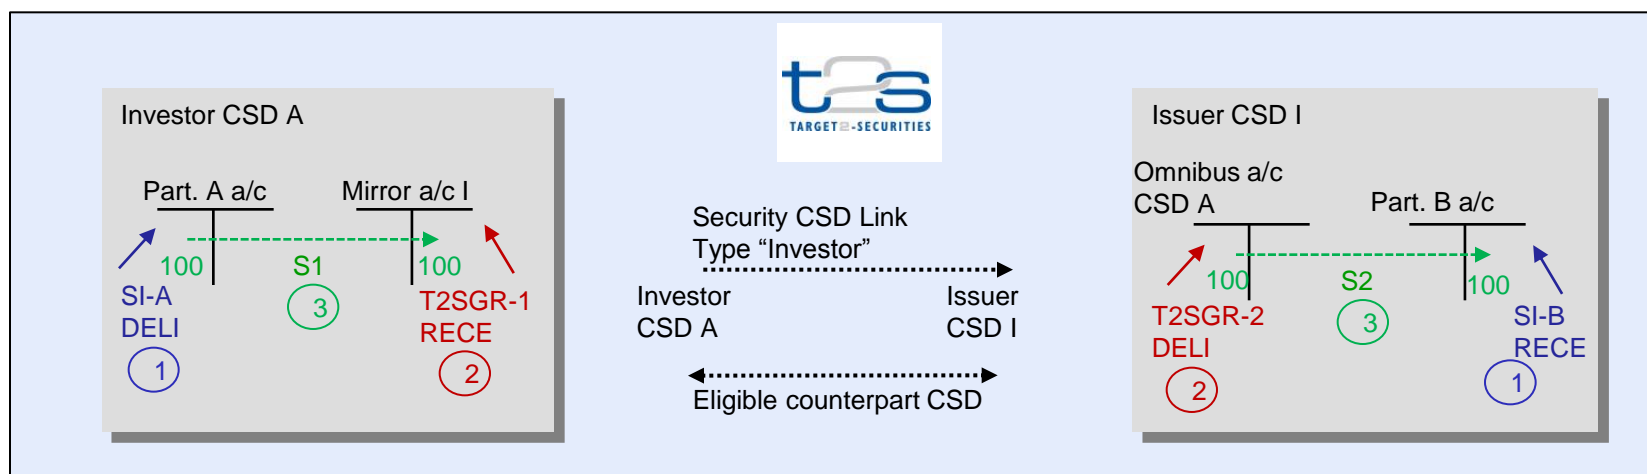 t2s
TARGET2-SECURITIES
Investor CSD A
Part. A a/c
Mirror a/c I
100
S1
100
SI-A
DELI
3
T2SGR-1
RECE
1
2
Security CSD Link
Type “Investor”
Investor
CSD A
Issuer
CSD I
Eligible counterpart CSD
Issuer CSD I
Omnibus a/c
CSD A
Part. B a/c
100
S2
100
T2SGR-2
DELI
3
SI-B
RECE
2
1